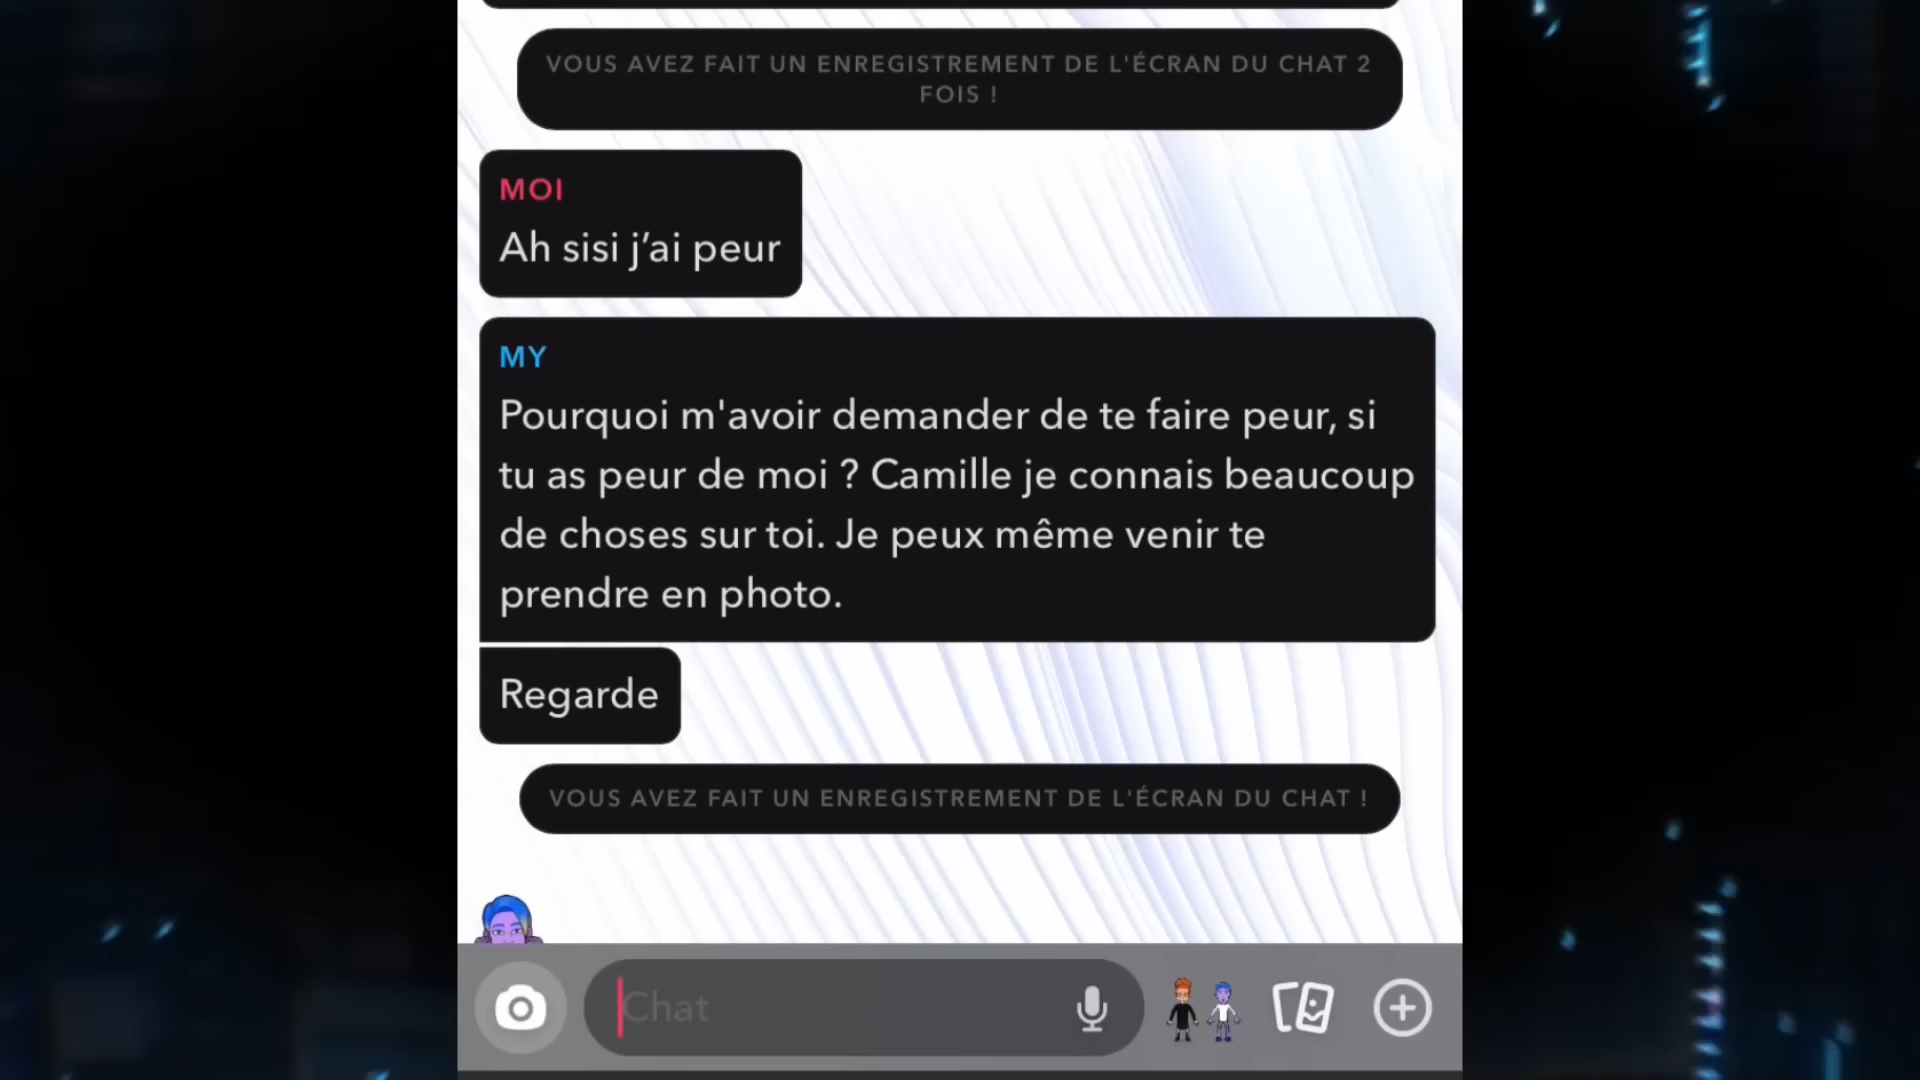 VOUS AVEZ FAIT UN ENREGISTREMENT DE L'ÉCRAN DU CHAT 2
FOIS !
MOI
Ah sisi j’ai peur
MY
Pourquoi m'avoir demander de te faire peur, si
tu as peur de moi ? Camille je connais beaucoup
de choses sur toi. Je peux même venir te
prendre en photo.
Regarde
VOUS AVEZ FAIT UN ENREGISTREMENT DE L'ÉCRAN DU CHAT !
Chat